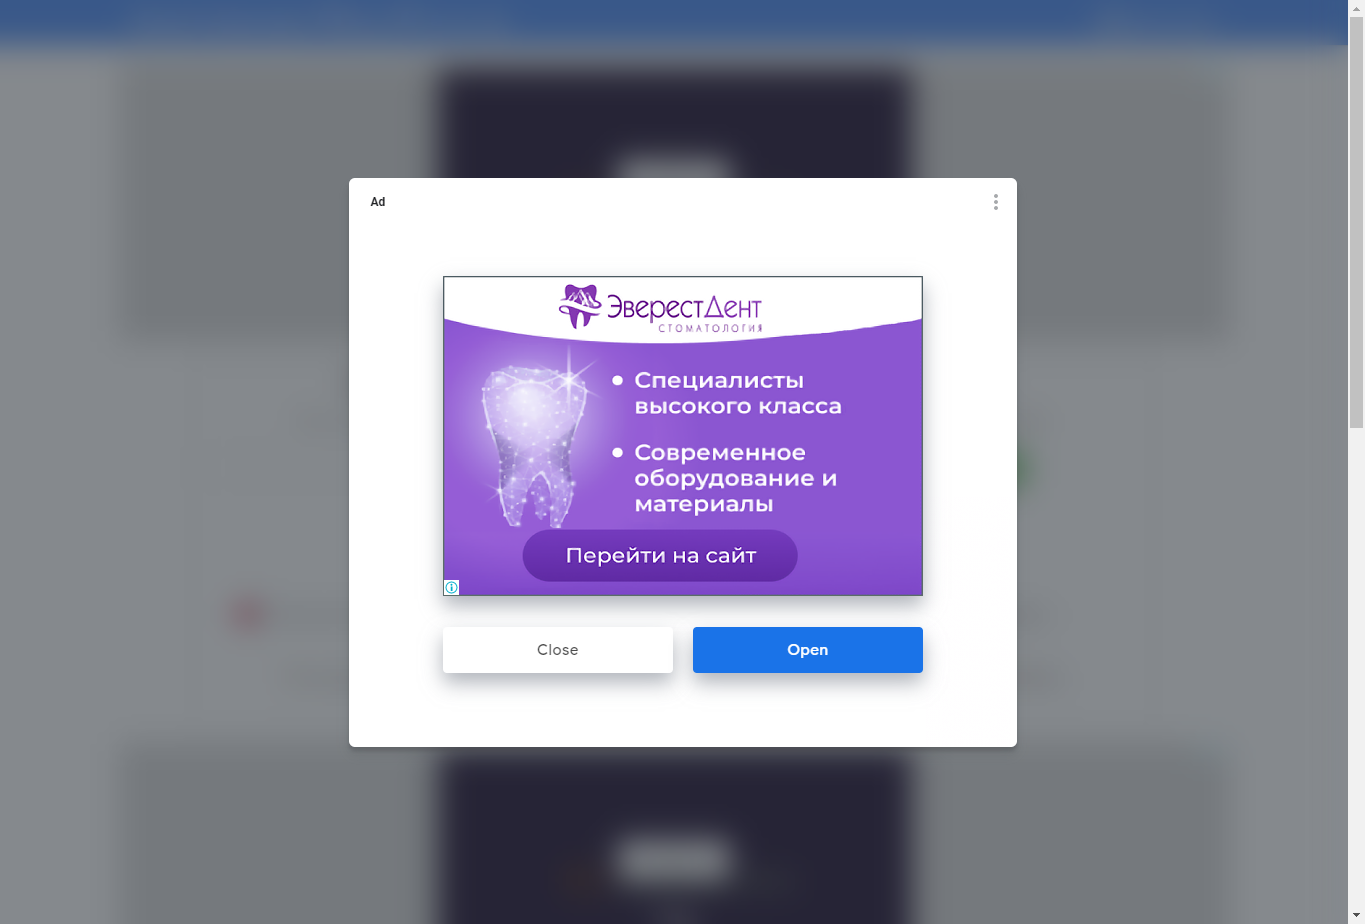 Ad
ЭверестДент
СТОМАТОЛОГИЯ
Специалисты
высокого класса
Современное
оборудование и
материалы
Перейти на сайт
Close
Open